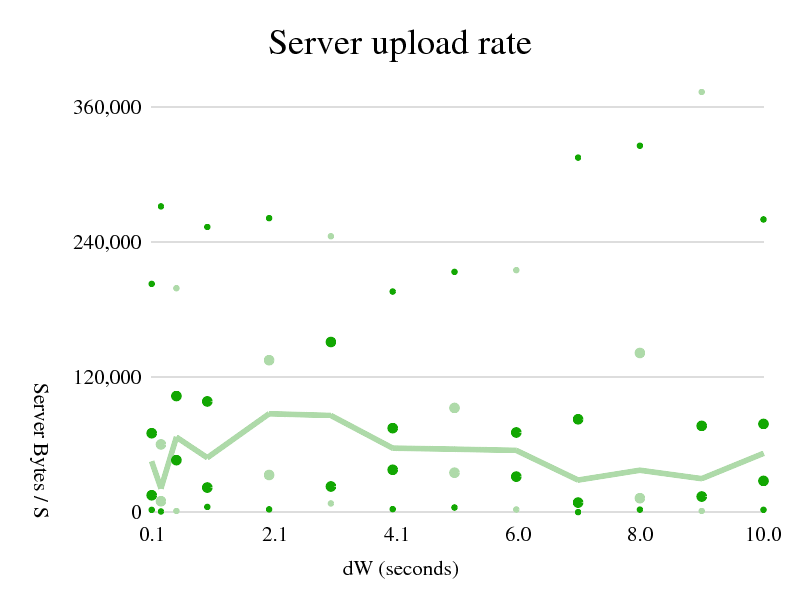 Server upload rate
360,000
240,000
120,000
0
Server Bytes / S
0.1 2.1 4.1 6.0 8.0 10.0
dW (seconds)